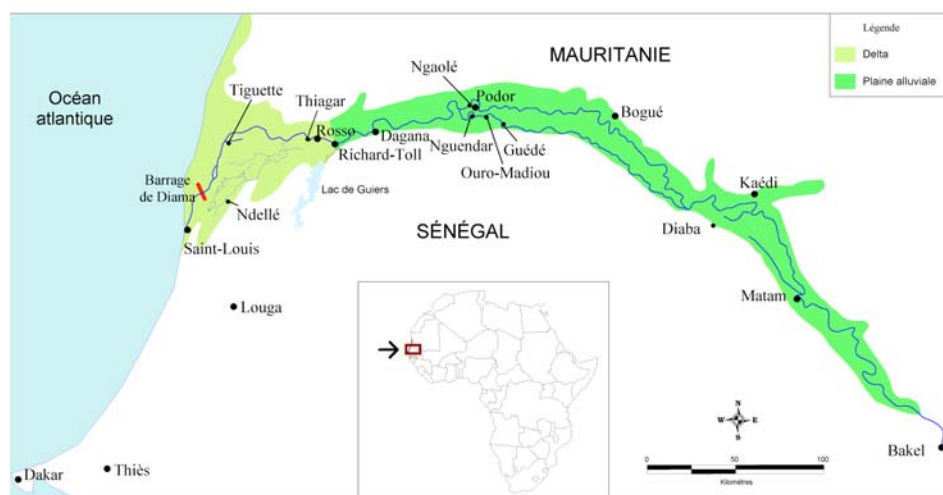 Légende
Delta
Plaine alluviale
MAURITANIE
Océan
atlantique
Tiguette
Thiagar
Rosso
Richard-Toll
Dagana
Ngaolé
Podor
Nguendar
Guédé
Ouro-Madiou
Bogué
Barrage
de Diama
Lac de Guiers
Ndellé
Saint-Louis
SÉNÉGAL
Kaédi
Diaba
Louga
Matam
Bakel
Dakar
Thiès
N
W
E
S
0
50
100
Kilomètres